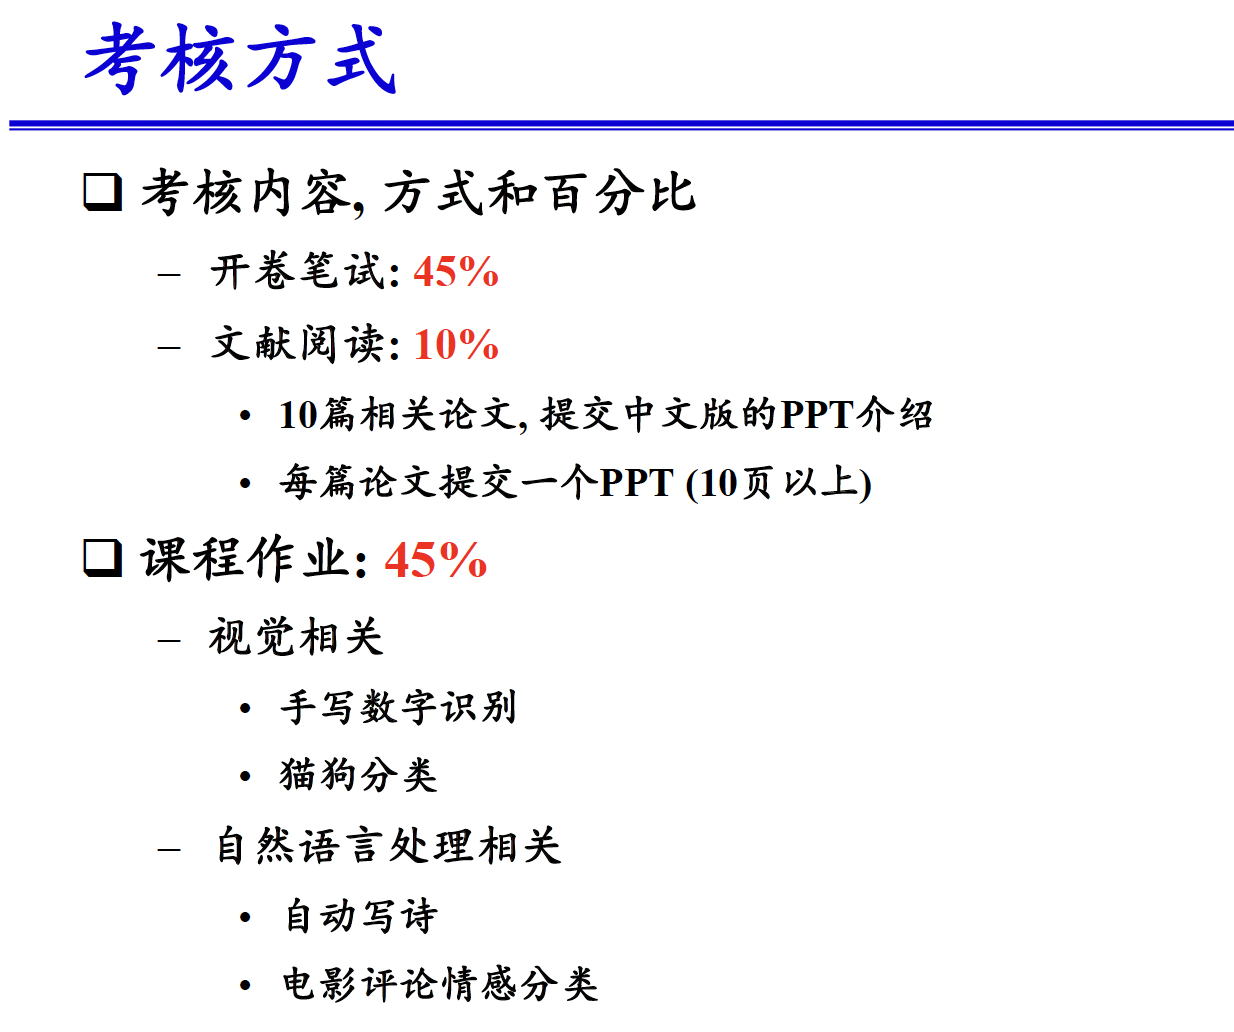 考核方式
❑ 考核内容, 方式和百分比
– 开卷笔试: 45%
– 文献阅读: 10%
• 10篇相关论文, 提交中文版的PPT介绍
• 每篇论文提交一个PPT (10页以上)
❑ 课程作业: 45%
– 视觉相关
• 手写数字识别
• 猫狗分类
– 自然语言处理相关
• 自动写诗
• 电影评论情感分类